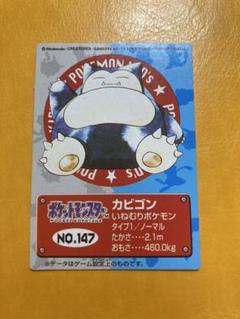 ©Nintendo
POKEMON KID'S
カビゴン
いねむりポケモン
タイプ1/ノーマル
たかさ‥‥2.1m
おもさ‥‥460.0kg
ポケットモンスター
NO.147
※データはゲーム設定上のものです。